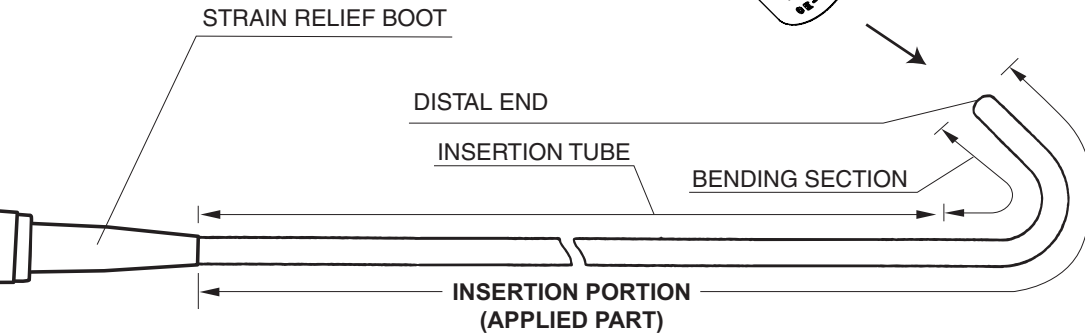 STRAIN RELIEF BOOT
DISTAL END
INSERTION TUBE
BENDING SECTION
INSERTION PORTION
(APPLIED PART)